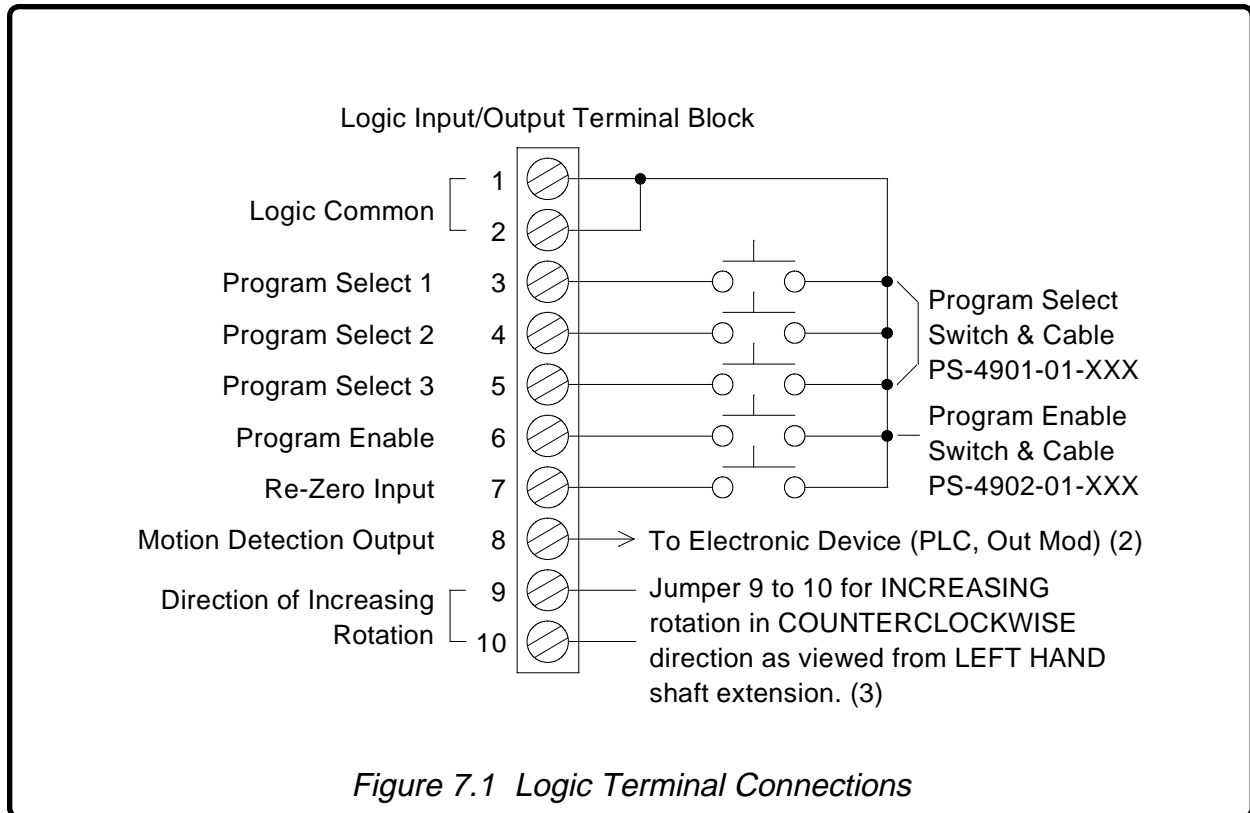 Logic Input/Output Terminal Block
Logic Common
1
2
Program Select 1 3
Program Select 2 4
Program Select 3 5
Program Enable 6
Re-Zero Input 7
Motion Detection Output 8
Direction of Increasing
Rotation
9
10
Program Select
Switch & Cable
PS-4901-01-XXX
Program Enable
Switch & Cable
PS-4902-01-XXX
To Electronic Device (PLC, Out Mod) (2)
Jumper 9 to 10 for INCREASING
rotation in COUNTERCLOCKWISE
direction as viewed from LEFT HAND
shaft extension. (3)
Figure 7.1 Logic Terminal Connections